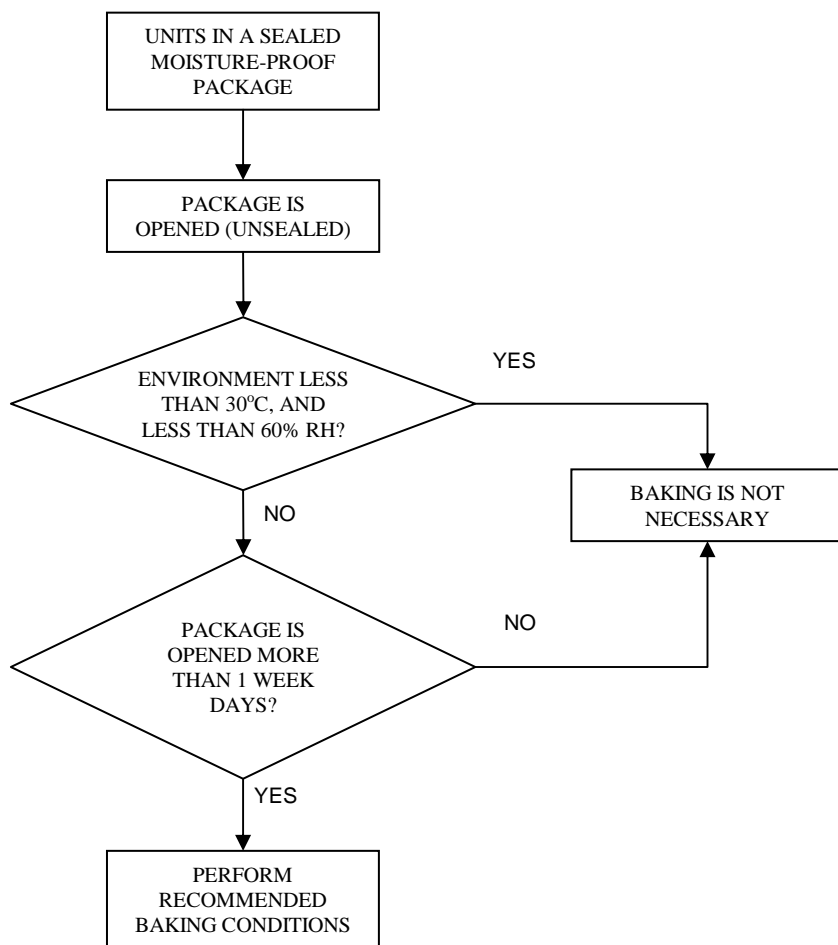 UNITS IN A SEALED
MOISTURE-PROOF
PACKAGE
PACKAGE IS
OPENED (UNSEALED)
ENVIRONMENT LESS
THAN 30°C, AND
LESS THAN 60% RH?
YES
BAKING IS NOT
NECESSARY
NO
PACKAGE IS
OPENED MORE
THAN 1 WEEK
DAYS?
NO
YES
PERFORM
RECOMMENDED
BAKING CONDITIONS